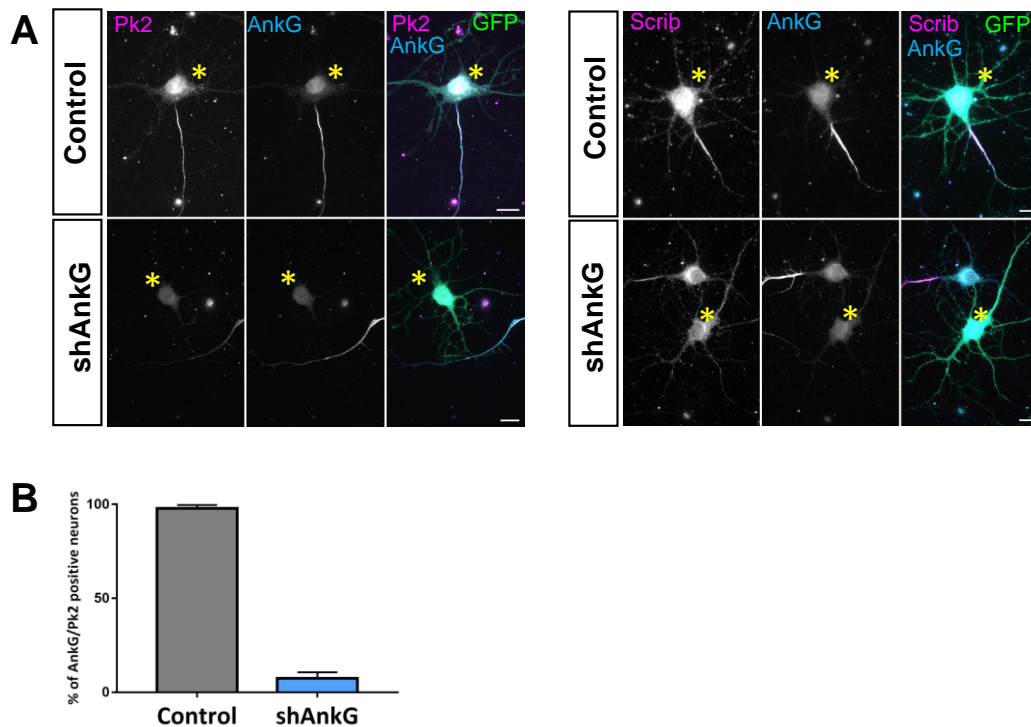 A
Pk2
AnkG
Pk2 GFP
AnkG
Control
shAnkG
Scrib
AnkG
Scrib GFP
AnkG
Control
shAnkG
B
% of AnkG/Pk2 positive neurons
100
50
0
Control
shAnkG